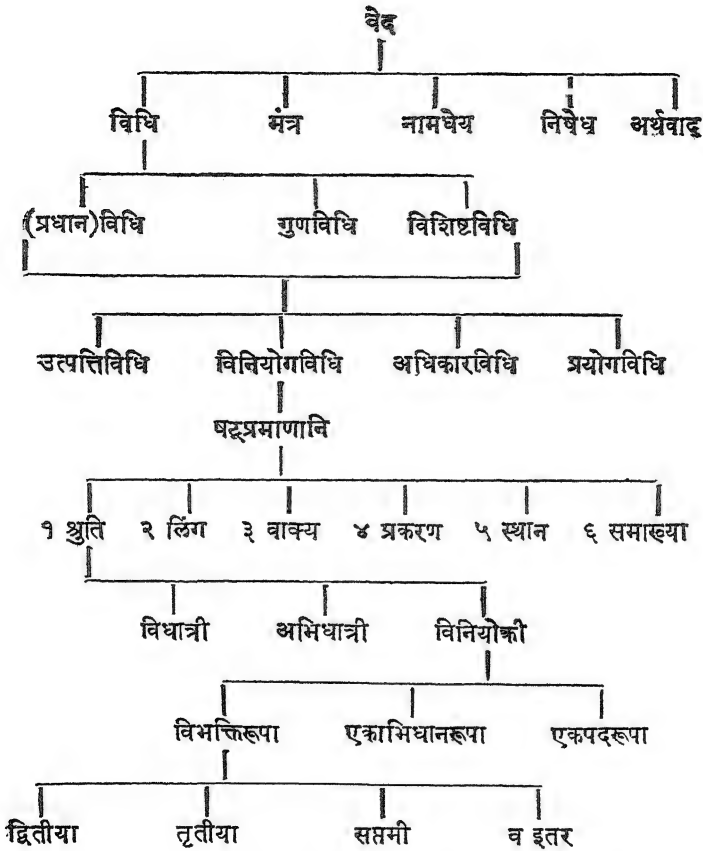 वेद
विधि मंत्र नामधेय निषेध अर्थवाद
(प्रधान)विधि गुणविधि विशिष्टविधि
उत्पत्तिविधि विनियोगविधि अधिकारविधि प्रयोगविधि
षट्प्रमाणानि
१ श्रुति २ लिंग ३ वाक्य ४ प्रकरण ५ स्थान ६ समाख्या
विधात्री अभिधात्री विनियोक्त्री
विभक्तिरूपा एकाभिधानरूपा एकपदरूपा
द्वितीया तृतीया सप्तमी व इतर